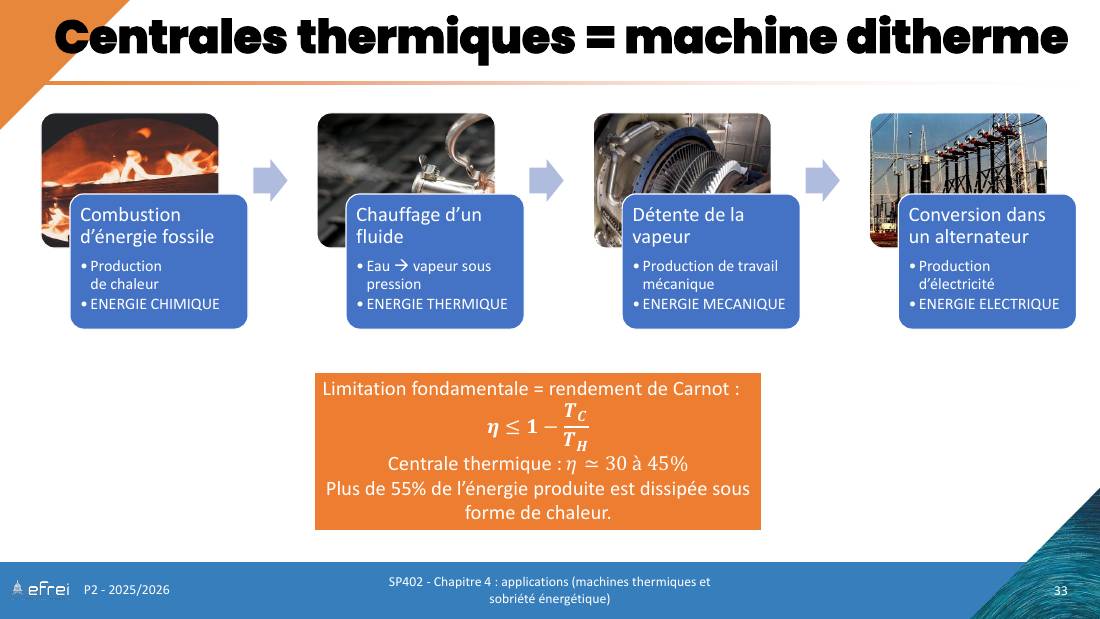 Centrales thermiques = machine ditherme
Combustion
d’énergie fossile
• Production
de chaleur
• ENERGIE CHIMIQUE
Chauffage d’un
fluide
• Eau → vapeur sous
pression
• ENERGIE THERMIQUE
Détente de la
vapeur
• Production de travail
mécanique
• ENERGIE MECANIQUE
Conversion dans
un alternateur
• Production
d’électricité
• ENERGIE ELECTRIQUE
Limitation fondamentale = rendement de Carnot :
η ≤ 1 − T_C / T_H
Centrale thermique : η ≃ 30 à 45%
Plus de 55% de l’énergie produite est dissipée sous
forme de chaleur.
efrei P2 - 2025/2026
SP402 - Chapitre 4 : applications (machines thermiques et
sobriété énergétique)
33